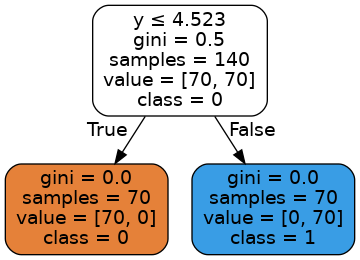 y ≤ 4.523
gini = 0.5
samples = 140
value = [70, 70]
class = 0
True
False
gini = 0.0
samples = 70
value = [70, 0]
class = 0
gini = 0.0
samples = 70
value = [0, 70]
class = 1